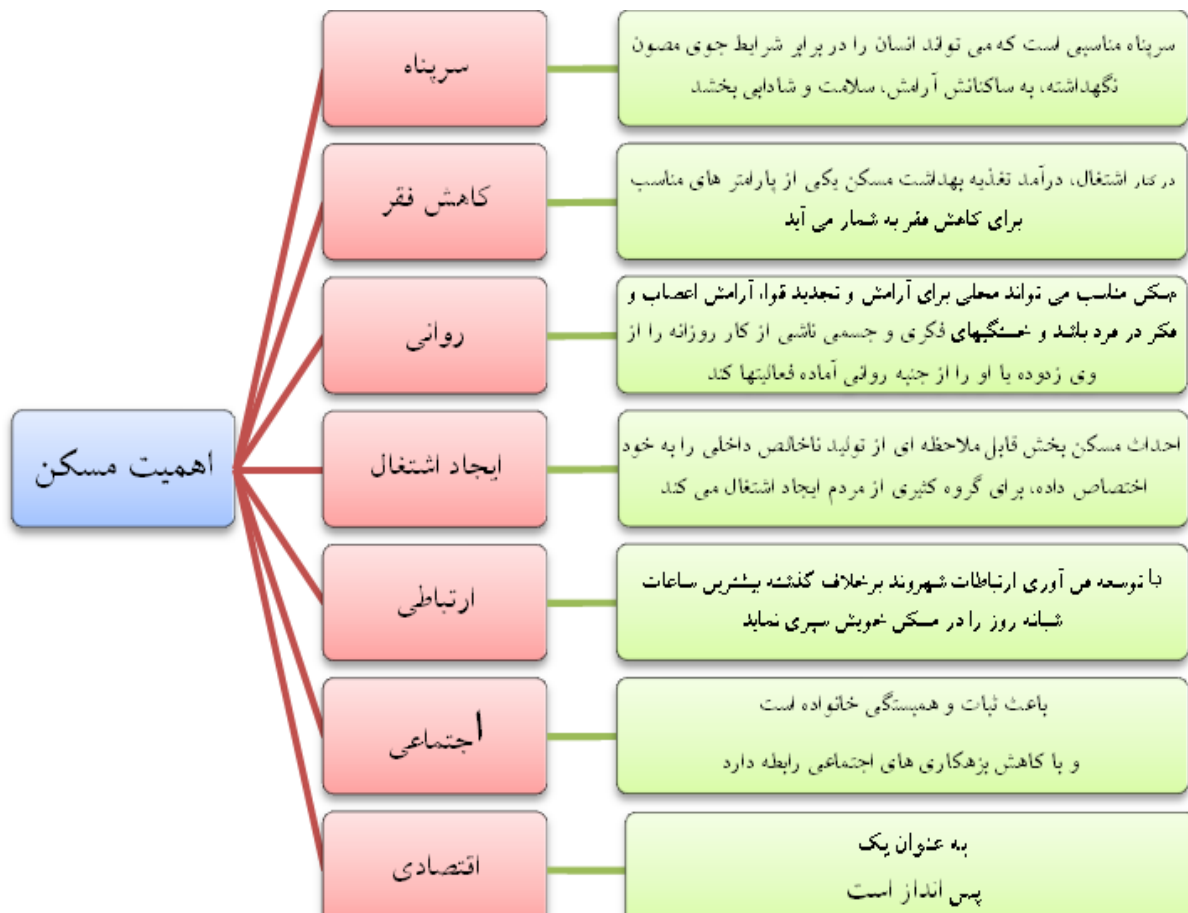 اهمیت مسکن
سرپناه
سرپناه مناسبی است که می تواند انسان را در برابر شرایط جوی مصون
نگهداشته، به ساکنانش آرامش، سلامت و شادابی بخشد
کاهش فقر
در کنار اشتغال، درآمد تغذیه بهداشت مسکن یکی از پارامتر های مناسب
برای کاهش فقر به شمار می آید
روانی
مسکن مناسب می تواند محلی برای آرامش و تجدید قوا، آرامش اعصاب و
فکر در فرد باشد و خستگیهای فکری و جسمی ناشی از کار روزانه را از
وی زدوده یا او را از جنبه روانی آماده فعالیتها کند
ایجاد اشتغال
احداث مسکن بخش قابل ملاحظه ای از تولید ناخالص داخلی را به خود
اختصاص داده، برای گروه کثیری از مردم ایجاد اشتغال می کند
ارتباطی
با توسعه فن آوری ارتباطات شهروند برخلاف گذشته بیشترین ساعات
شبانه روز را در مسکن خویش سپری نماید
اجتماعی
باعث ثبات و همبستگی خانواده است
و با کاهش بزهکاری های اجتماعی رابطه دارد
اقتصادی
به عنوان یک
پس انداز است